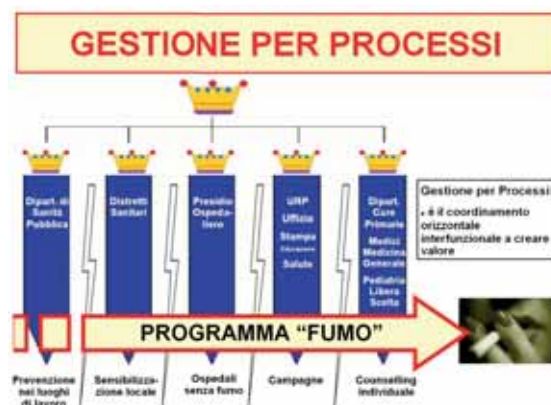 GESTIONE PER PROCESSI
Dipart. di
Sanità
Pubblica
Distretti
Sanitari
Presidio
Ospeda-
liero
URP
Ufficio
Stampa
Educazione
Salute
Dipart.
Cure
Primarie
Medici
Medicina
Generale
Pediatria
Libera
Scelta
Gestione per Processi
• è il coordinamento
orizzontale
interfunzionale a creare
valore
PROGRAMMA “FUMO”
Prevenzione
nei luoghi
di lavoro
Sensibilizza-
zione locale
Ospedali
senza fumo
Campagne
Counselling
individuale